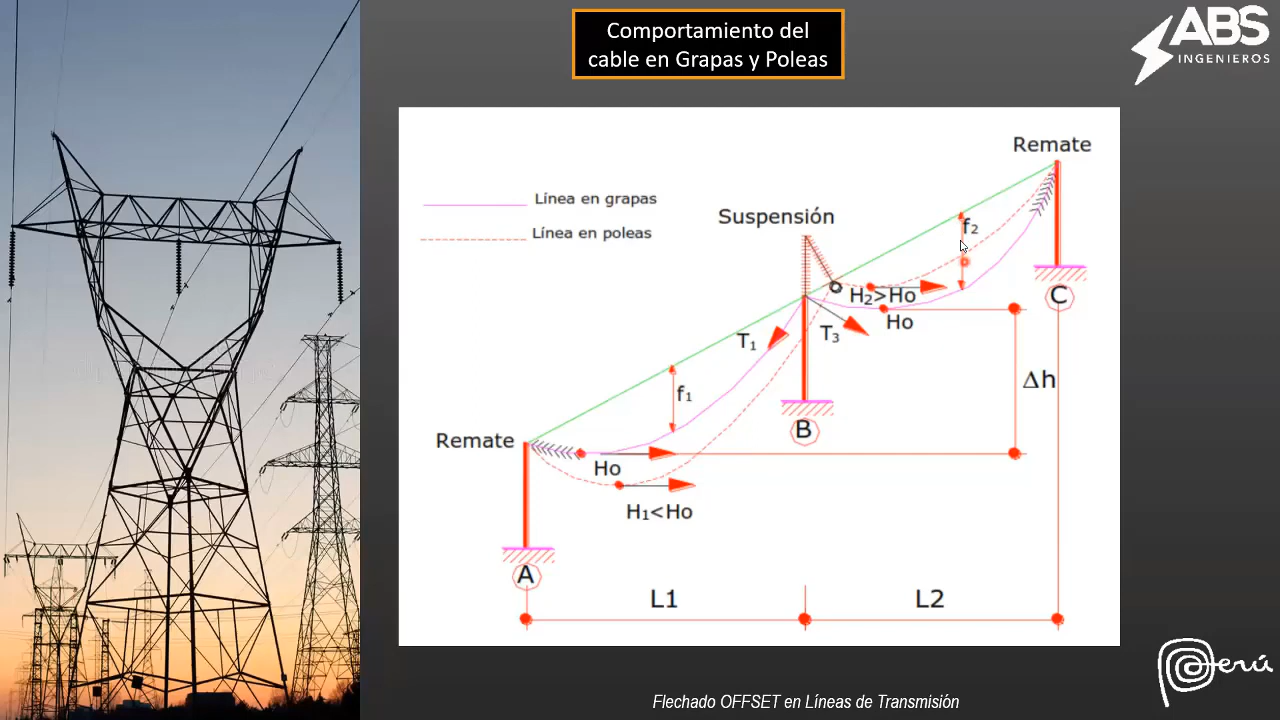 Comportamiento del
cable en Grapas y Poleas
ABS
INGENIEROS
Remate
Línea en grapas
Línea en poleas
Suspensión
f2
H2>Ho
Ho
C
T1
T3
Δh
f1
B
Remate
Ho
H1<Ho
A
L1
L2
Perú
Flechado OFFSET en Líneas de Transmisión